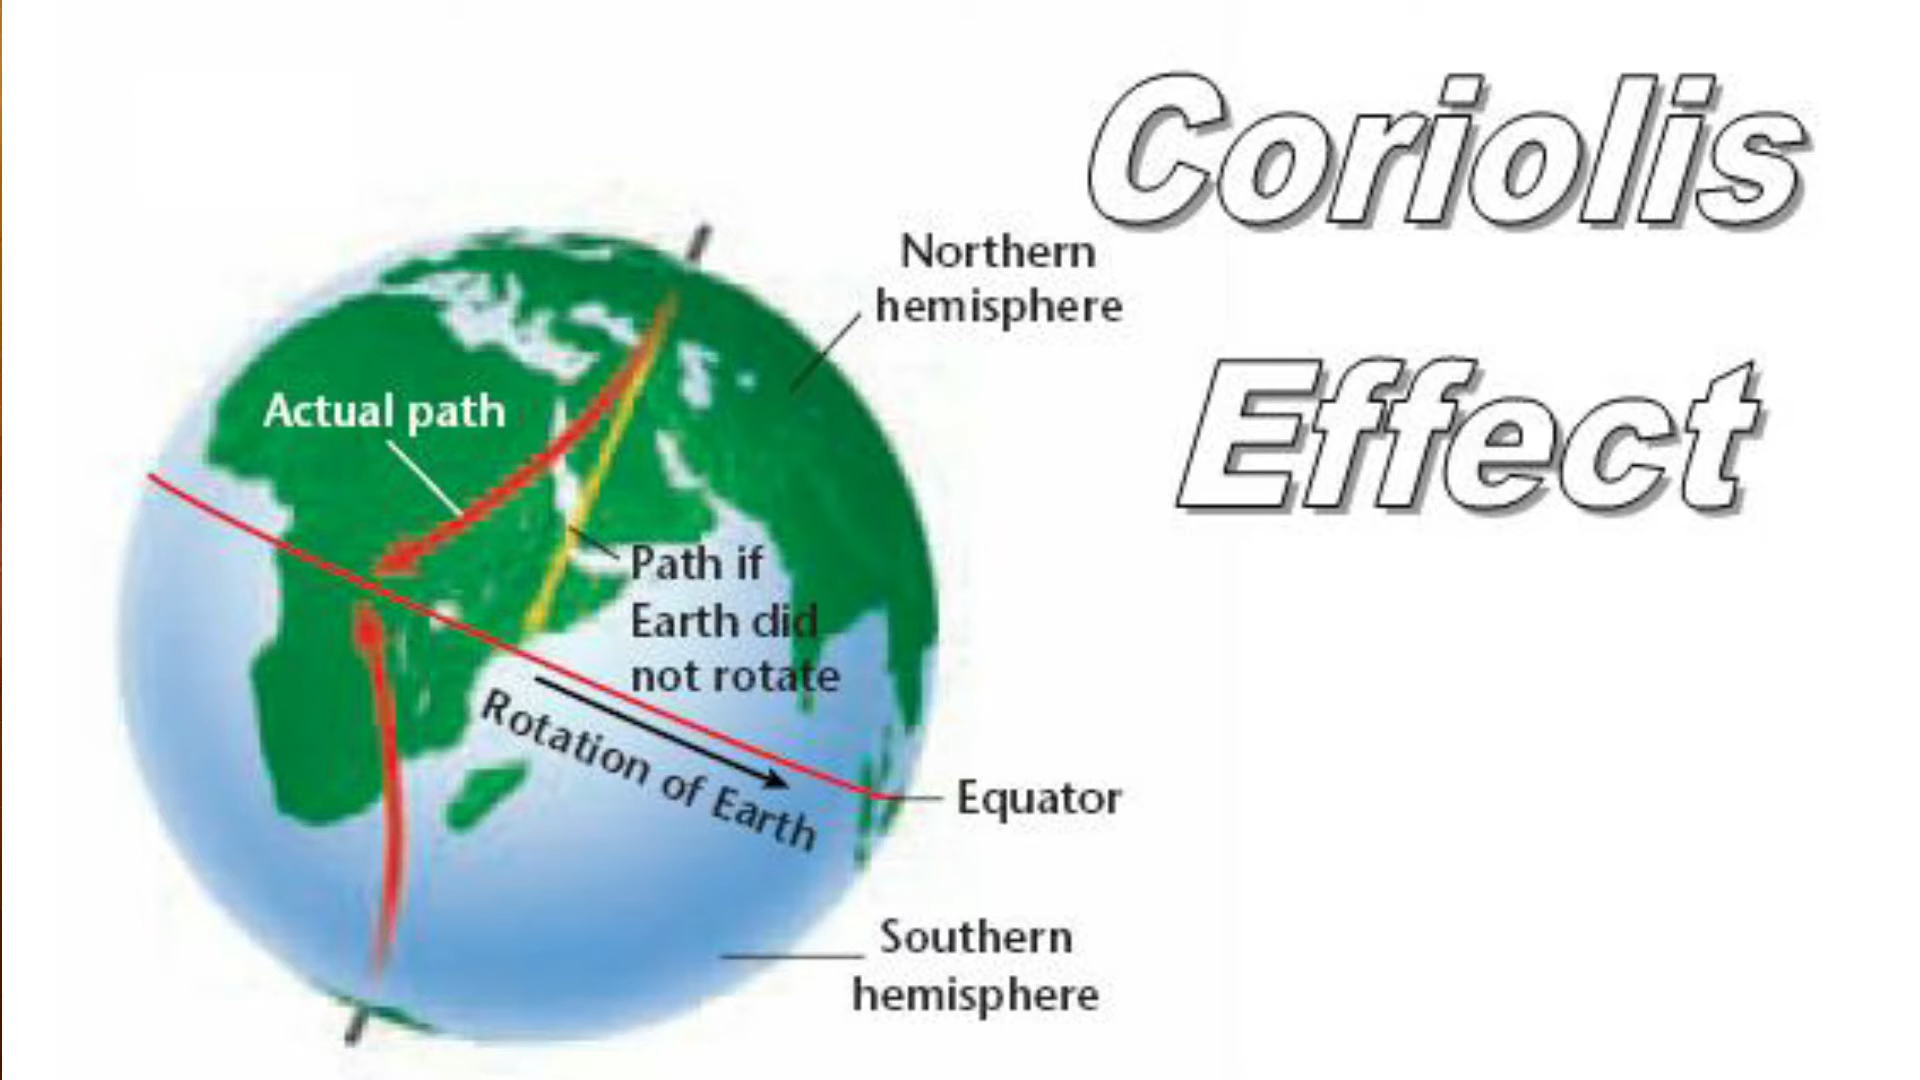 Coriolis
Effect
Northern
hemisphere
Actual path
Path if
Earth did
not rotate
Rotation of Earth
Equator
Southern
hemisphere